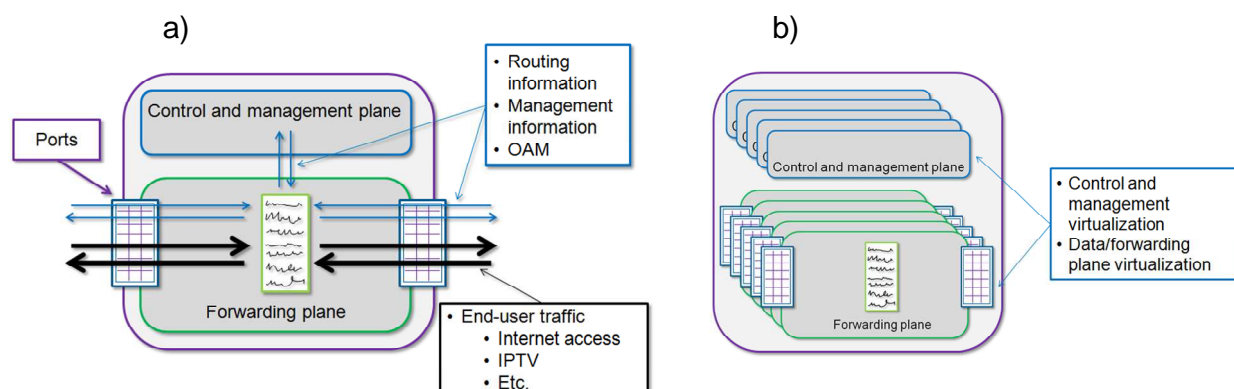 a)
Control and management plane
Ports
Forwarding plane
• Routing
information
• Management
information
• OAM
• End-user traffic
• Internet access
• IPTV
• Etc.
b)
Control and management plane
Forwarding plane
• Control and
management
virtualization
• Data/forwarding
plane virtualization